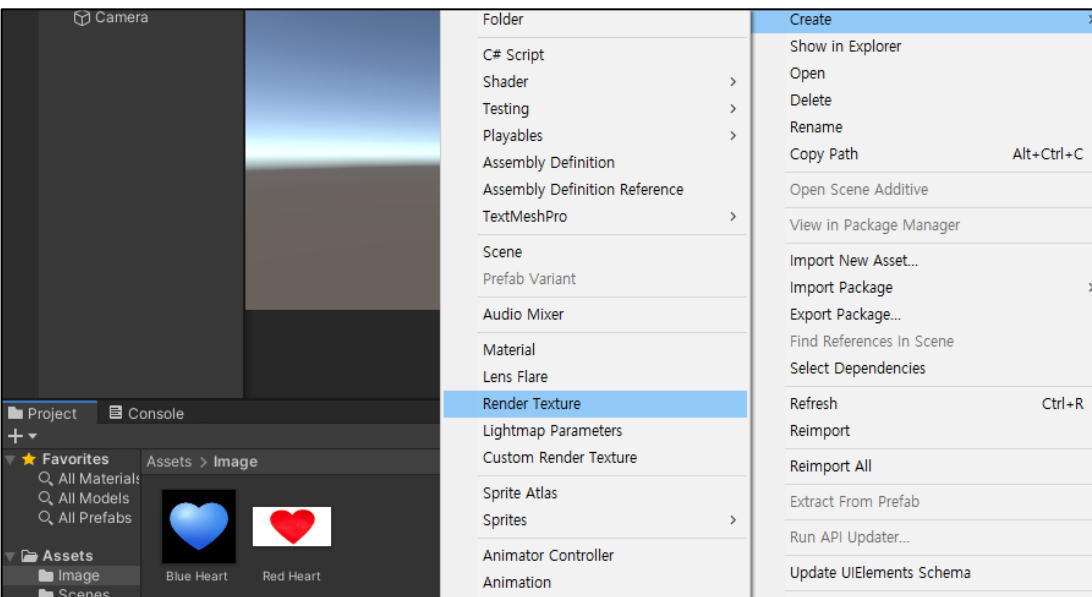 Camera
Project
Console
Favorites
All Materials
All Models
All Prefabs
Assets
Image
Scenes
Assets > Image
Blue Heart
Red Heart
Folder
C# Script
Shader
Testing
Playables
Assembly Definition
Assembly Definition Reference
TextMeshPro
Scene
Prefab Variant
Audio Mixer
Material
Lens Flare
Render Texture
Lightmap Parameters
Custom Render Texture
Sprite Atlas
Sprites
Animator Controller
Animation
Create
Show in Explorer
Open
Delete
Rename
Copy Path Alt+Ctrl+C
Open Scene Additive
View in Package Manager
Import New Asset...
Import Package
Export Package...
Find References In Scene
Select Dependencies
Refresh Ctrl+R
Reimport
Reimport All
Extract From Prefab
Run API Updater...
Update UIElements Schema